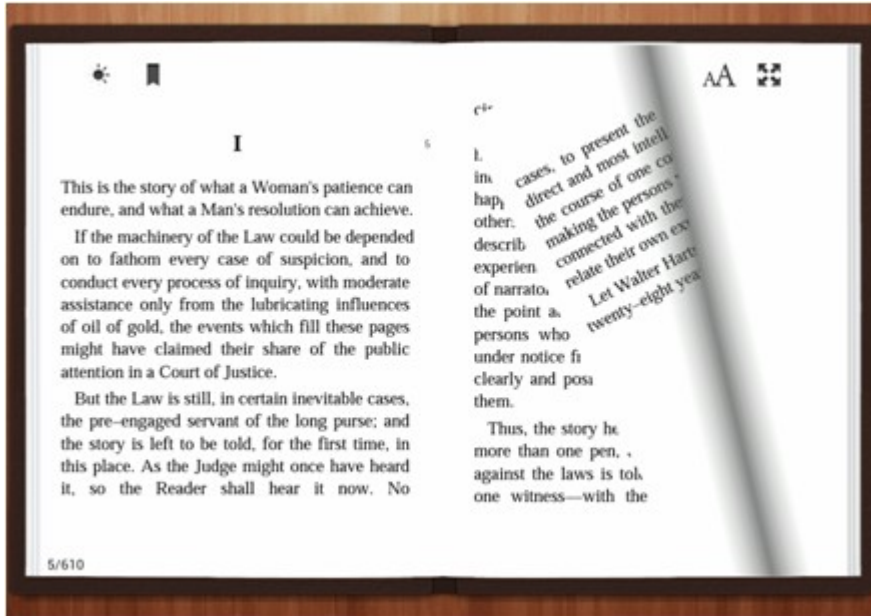 AA
I
5
This is the story of what a Woman's patience can
endure, and what a Man's resolution can achieve.
If the machinery of the Law could be depended
on to fathom every case of suspicion, and to
conduct every process of inquiry, with moderate
assistance only from the lubricating influences
of oil of gold, the events which fill these pages
might have claimed their share of the public
attention in a Court of Justice.
But the Law is still, in certain inevitable cases,
the pre–engaged servant of the long purse; and
the story is left to be told, for the first time, in
this place. As the Judge might once have heard
it, so the Reader shall hear it now. No
5/610
other.
describ
experien
of
the point
persons who
under notice
clearly and
them.
Thus, the story
more than one pen,
against the laws is
one witness—with the
cases, to present the
direct and most intell
the course of one co
making the persons
connected with the
relate their own
Let Walter Hart
twenty–eight yea